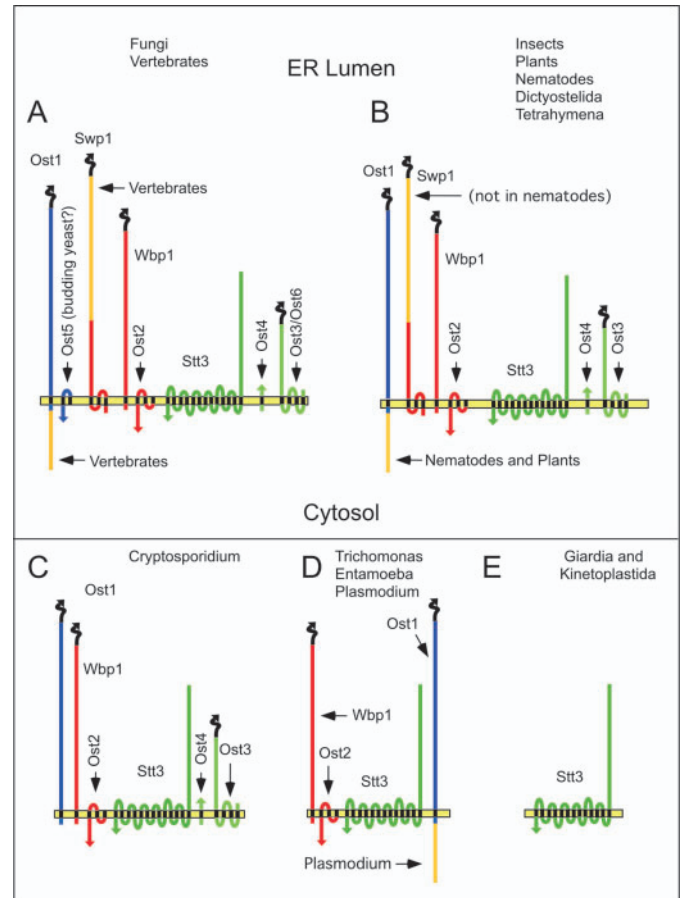 Fungi
Vertebrates
ER Lumen
Insects
Plants
Nematodes
Dictyostelida
Tetrahymena
A
Ost1
Swp1
Vertebrates
Ost5 (budding yeast?)
Wbp1
Ost2
Stt3
Ost4
Ost3/Ost6
Vertebrates
B
Ost1
Swp1
(not in nematodes)
Wbp1
Ost2
Stt3
Ost4
Ost3
Nematodes and Plants
Cytosol
C
Cryptosporidium
Ost1
Wbp1
Ost2
Stt3
Ost4
Ost3
D
Trichomonas
Entamoeba
Plasmodium
Ost1
Wbp1
Ost2
Stt3
Plasmodium
E
Giardia and
Kinetoplastida
Stt3